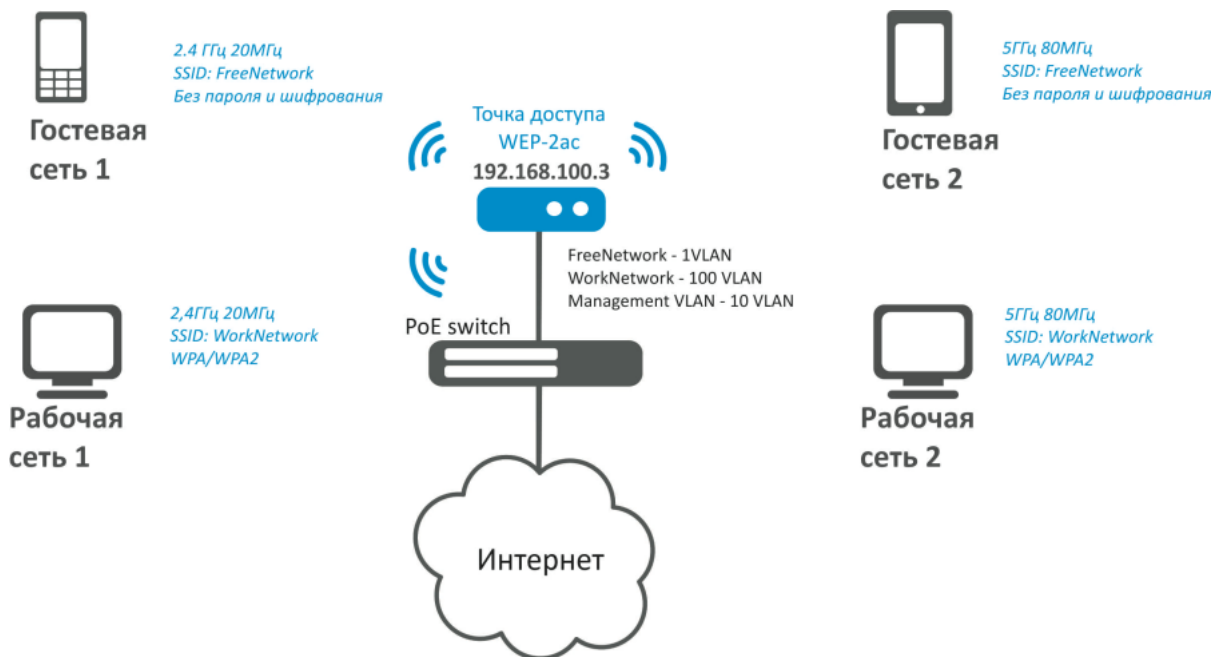 2.4 ГГц 20МГц
SSID: FreeNetwork
Без пароля и шифрования
Гостевая
сеть 1
Точка доступа
WEP-2ac
192.168.100.3
5ГГц 80МГц
SSID: FreeNetwork
Без пароля и шифрования
Гостевая
сеть 2
FreeNetwork - 1VLAN
WorkNetwork - 100 VLAN
Management VLAN - 10 VLAN
2,4ГГц 20МГц
SSID: WorkNetwork
WPA/WPA2
Рабочая
сеть 1
PoE switch
5ГГц 80МГц
SSID: WorkNetwork
WPA/WPA2
Рабочая
сеть 2
Интернет